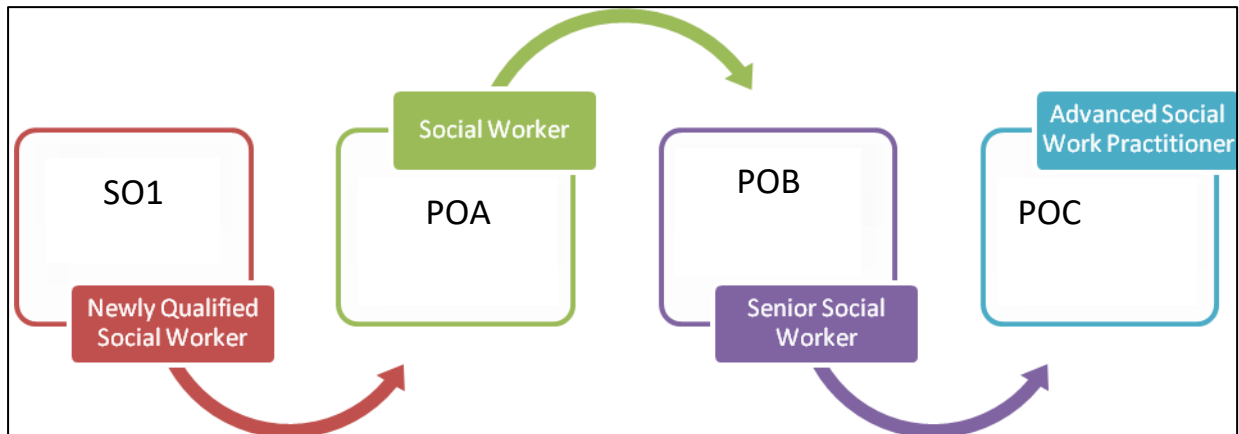 SO1
Newly Qualified
Social Worker
Social Worker
POA
POB
Senior Social
Worker
Advanced Social
Work Practitioner
POC